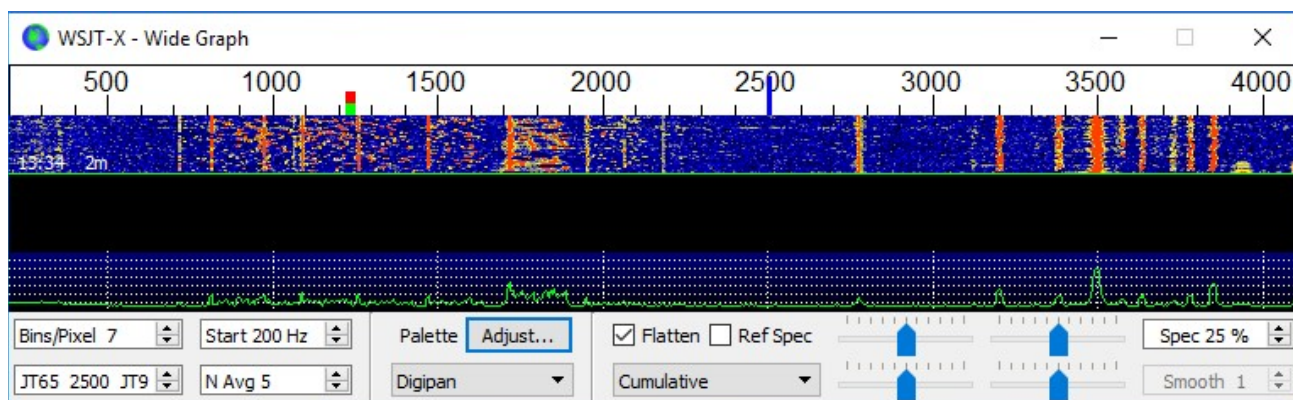 WSJT-X - Wide Graph
500 1000 1500 2000 2500 3000 3500 4000
15:34 2m
Bins/Pixel 7 Start 200 Hz Palette Adjust... Flatten Ref Spec Spec 25 %
JT65 2500 JT9 N Avg 5 Digipan Cumulative Smooth 1